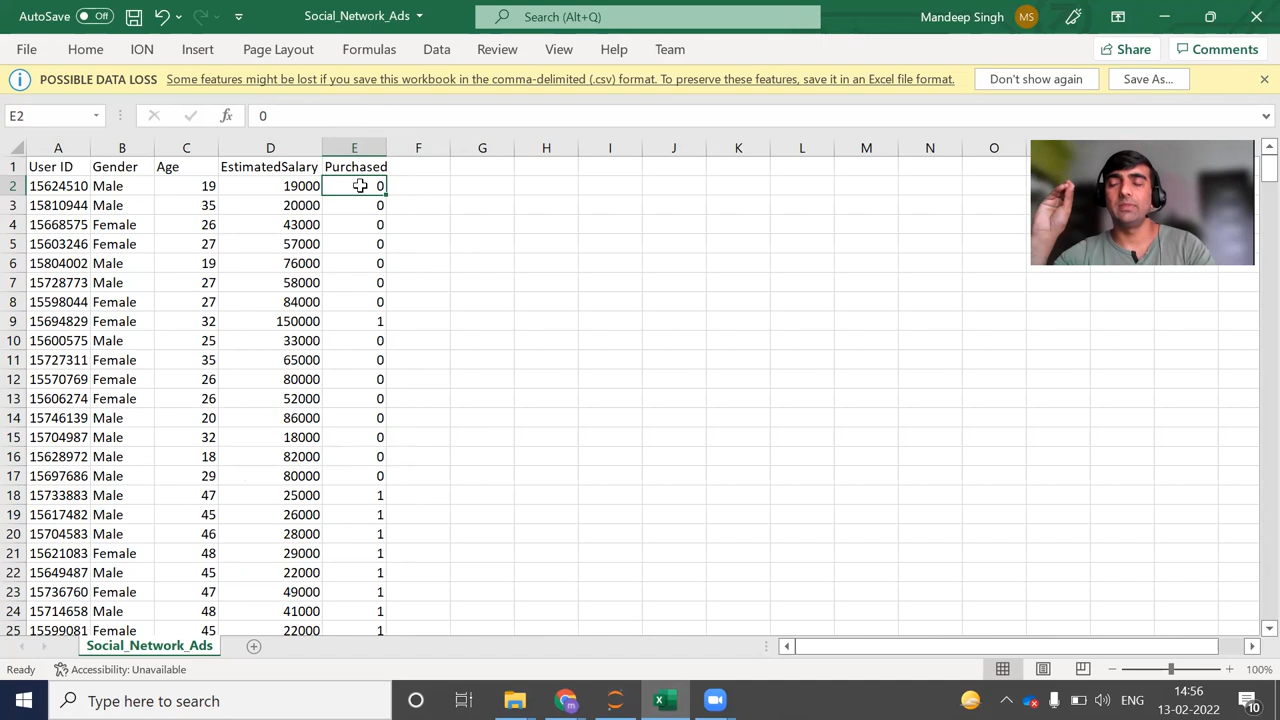 AutoSave Off Social_Network_Ads Search (Alt+Q) Mandeep Singh MS
File Home ION Insert Page Layout Formulas Data Review View Help Team Share Comments
POSSIBLE DATA LOSS Some features might be lost if you save this workbook in the comma-delimited (.csv) format. To preserve these features, save it in an Excel file format. Don't show again Save As...
E2 fx 0
A B C D E F G H I J K L M N O
1 User ID Gender Age EstimatedSalary Purchased
2 15624510 Male 19 19000 0
3 15810944 Male 35 20000 0
4 15668575 Female 26 43000 0
5 15603246 Female 27 57000 0
6 15804002 Male 19 76000 0
7 15728773 Male 27 58000 0
8 15598044 Female 27 84000 0
9 15694829 Female 32 150000 1
10 15600575 Male 25 33000 0
11 15727311 Female 35 65000 0
12 15570769 Female 26 80000 0
13 15606274 Female 26 52000 0
14 15746139 Male 20 86000 0
15 15704987 Male 32 18000 0
16 15628972 Male 18 82000 0
17 15697686 Male 29 80000 0
18 15733883 Male 47 25000 1
19 15617482 Male 45 26000 1
20 15704583 Male 46 28000 1
21 15621083 Female 48 29000 1
22 15649487 Male 45 22000 1
23 15736760 Female 47 49000 1
24 15714658 Male 48 41000 1
25 15599081 Female 45 22000 1
Social_Network_Ads
Ready Accessibility: Unavailable 100%
Type here to search ENG 14:56
13-02-2022 10